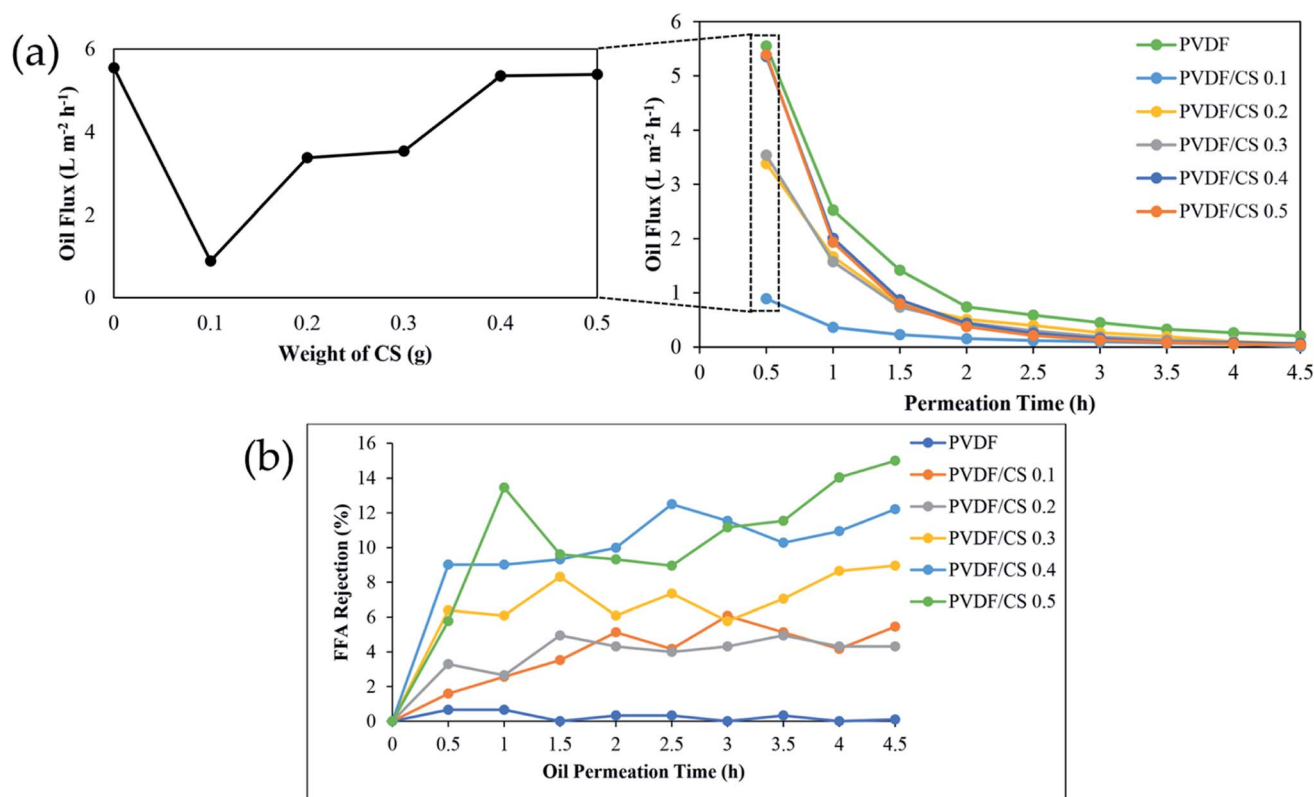 (a)
6
4
2
0
Oil Flux (L m⁻² h⁻¹)
0 0.1 0.2 0.3 0.4 0.5
Weight of CS (g)
6
5
4
3
2
1
0
Oil Flux (L m⁻² h⁻¹)
0 0.5 1 1.5 2 2.5 3 3.5 4 4.5
Permeation Time (h)
PVDF
PVDF/CS 0.1
PVDF/CS 0.2
PVDF/CS 0.3
PVDF/CS 0.4
PVDF/CS 0.5
(b)
16
14
12
10
8
6
4
2
0
FFA Rejection (%)
0 0.5 1 1.5 2 2.5 3 3.5 4 4.5
Oil Permeation Time (h)
PVDF
PVDF/CS 0.1
PVDF/CS 0.2
PVDF/CS 0.3
PVDF/CS 0.4
PVDF/CS 0.5